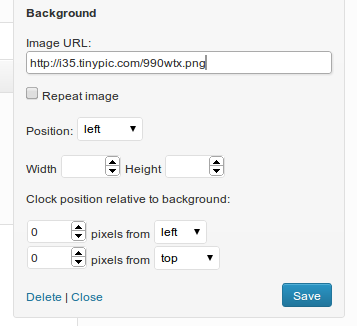 Background
Image URL:
http://i35.tinypic.com/990wtx.png
Repeat image
Position: left
Width Height
Clock position relative to background:
0 pixels from left
0 pixels from top
Delete | Close Save